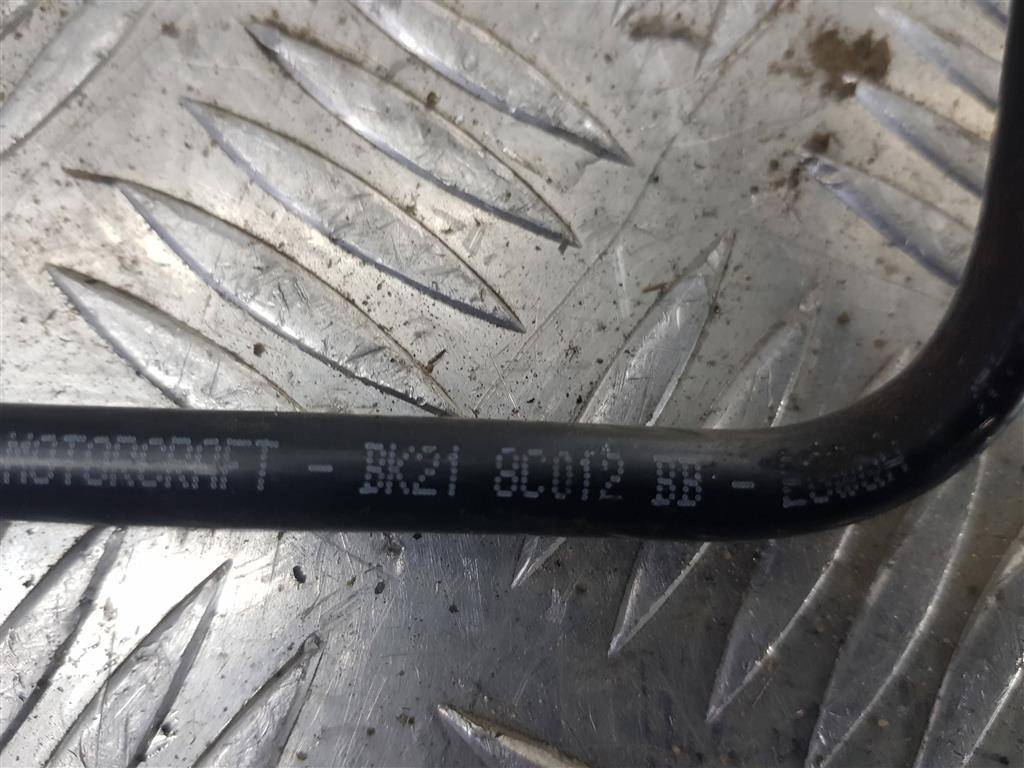 MOTORCRAFT - BK21 8C012 BB -